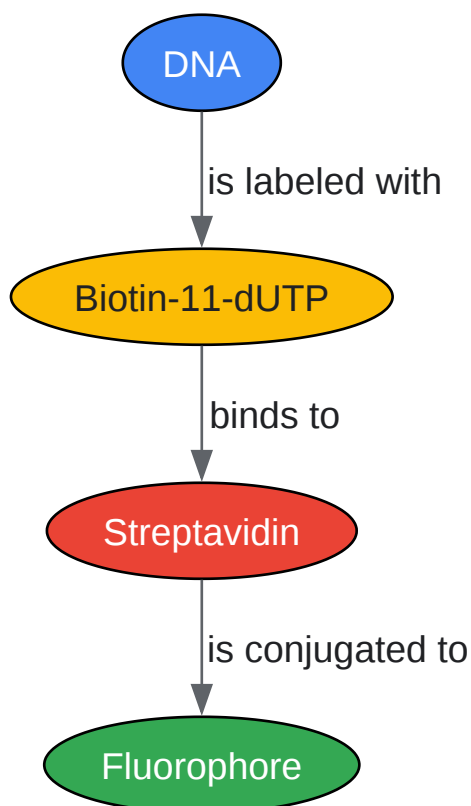 DNA
is labeled with
Biotin-11-dUTP
binds to
Streptavidin
is conjugated to
Fluorophore